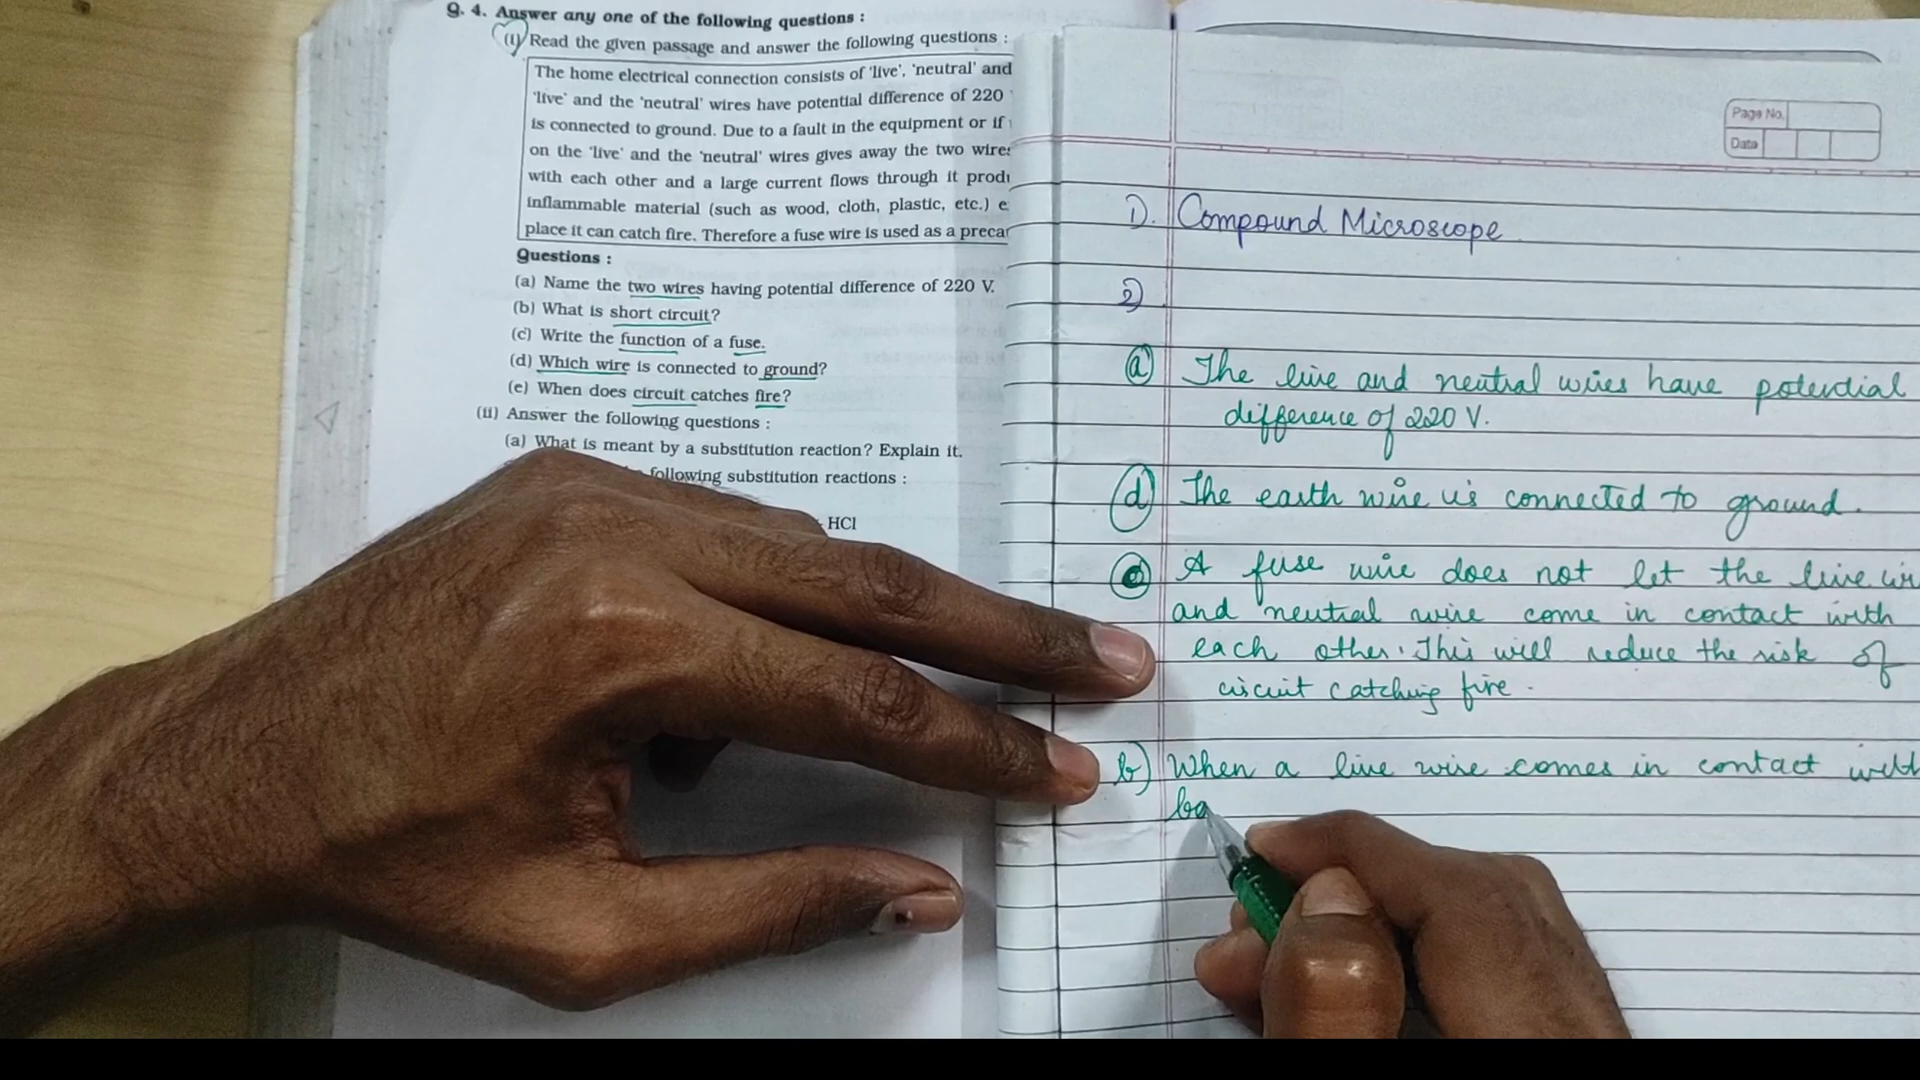 Q. 4. Answer any one of the following questions :
(i) Read the given passage and answer the following questions :
The home electrical connection consists of 'live', 'neutral' and
'live' and the 'neutral' wires have potential difference of 220
is connected to ground. Due to a fault in the equipment or if
on the 'live' and the 'neutral' wires gives away the two
with each other and a large current flows through it
inflammable material (such as wood, cloth, plastic, etc.)
place it can catch fire. Therefore a fuse wire is used as a
Questions :
(a) Name the two wires having potential difference of 220 V.
(b) What is short circuit?
(c) Write the function of a fuse.
(d) Which wire is connected to ground?
(e) When does circuit catches fire?
(ii) Answer the following questions :
(a) What is meant by a substitution reaction? Explain it.
following substitution reactions :
HCl
Page No.
Data
1). Compound Microscope
2)
a) The live and neutral wires have potential
difference of 220 V.
d) The earth wire is connected to ground.
A fuse wire does not let the live
and neutral wire come in contact with
each other. This will reduce the risk of
circuit catching fire.
b) When a live wire comes in contact with